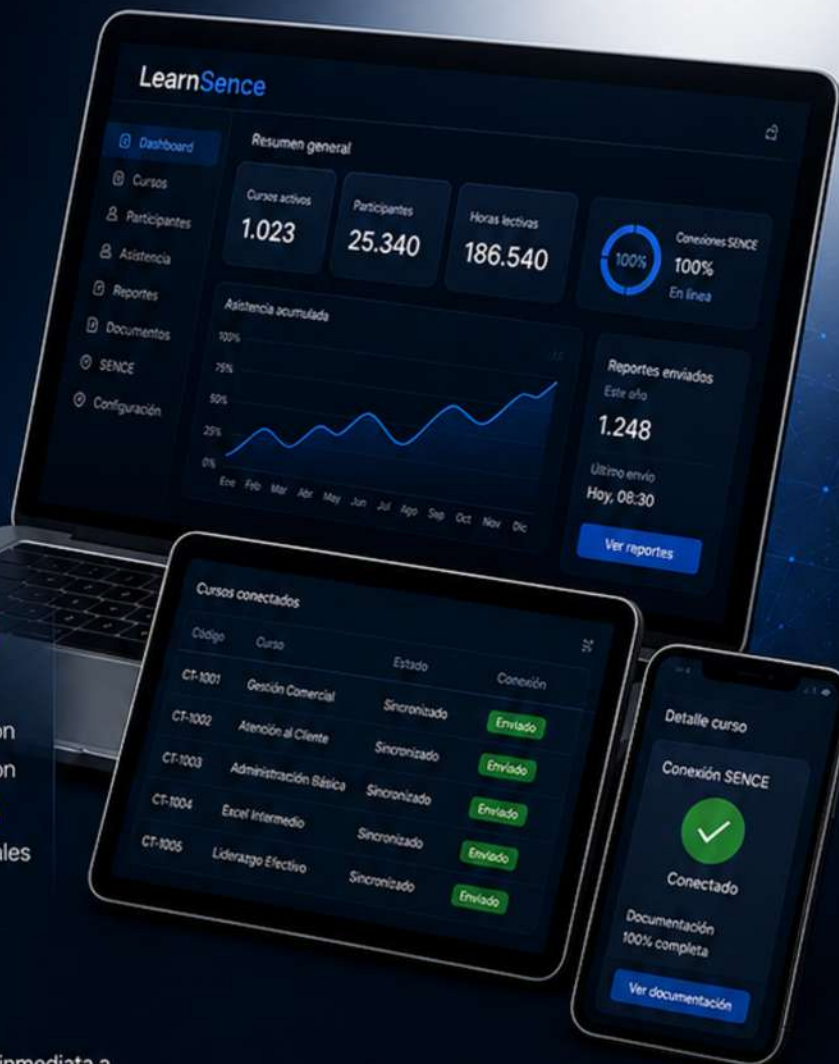 LearnSence
Dashboard
Cursos
Participantes
Asistencia
Reportes
Documentos
SENCE
Configuración
Resumen general
Cursos activos
1.023
Participantes
25.340
Horas lectivas
186.540
100%
Conexiones SENCE
100%
En línea
Asistencia acumulada
100%
75%
50%
25%
0%
Ene Feb Mar Abr May Jun Jul Ago Sep Oct Nov Dic
Reportes enviados
Este año
1.248
Último envío
Hoy, 08:30
Ver reportes
Cursos conectados
Código Curso Estado Conexión
CT-1001 Gestión Comercial Sincronizado Enviado
CT-1002 Atención al Cliente Sincronizado Enviado
CT-1003 Administración Básica Sincronizado Enviado
CT-1004 Excel Intermedio Sincronizado Enviado
CT-1005 Liderazgo Efectivo Sincronizado Enviado
Detalle curso
Conexión SENCE
Conectado
Documentación
100% completa
Ver documentación
inmediata a